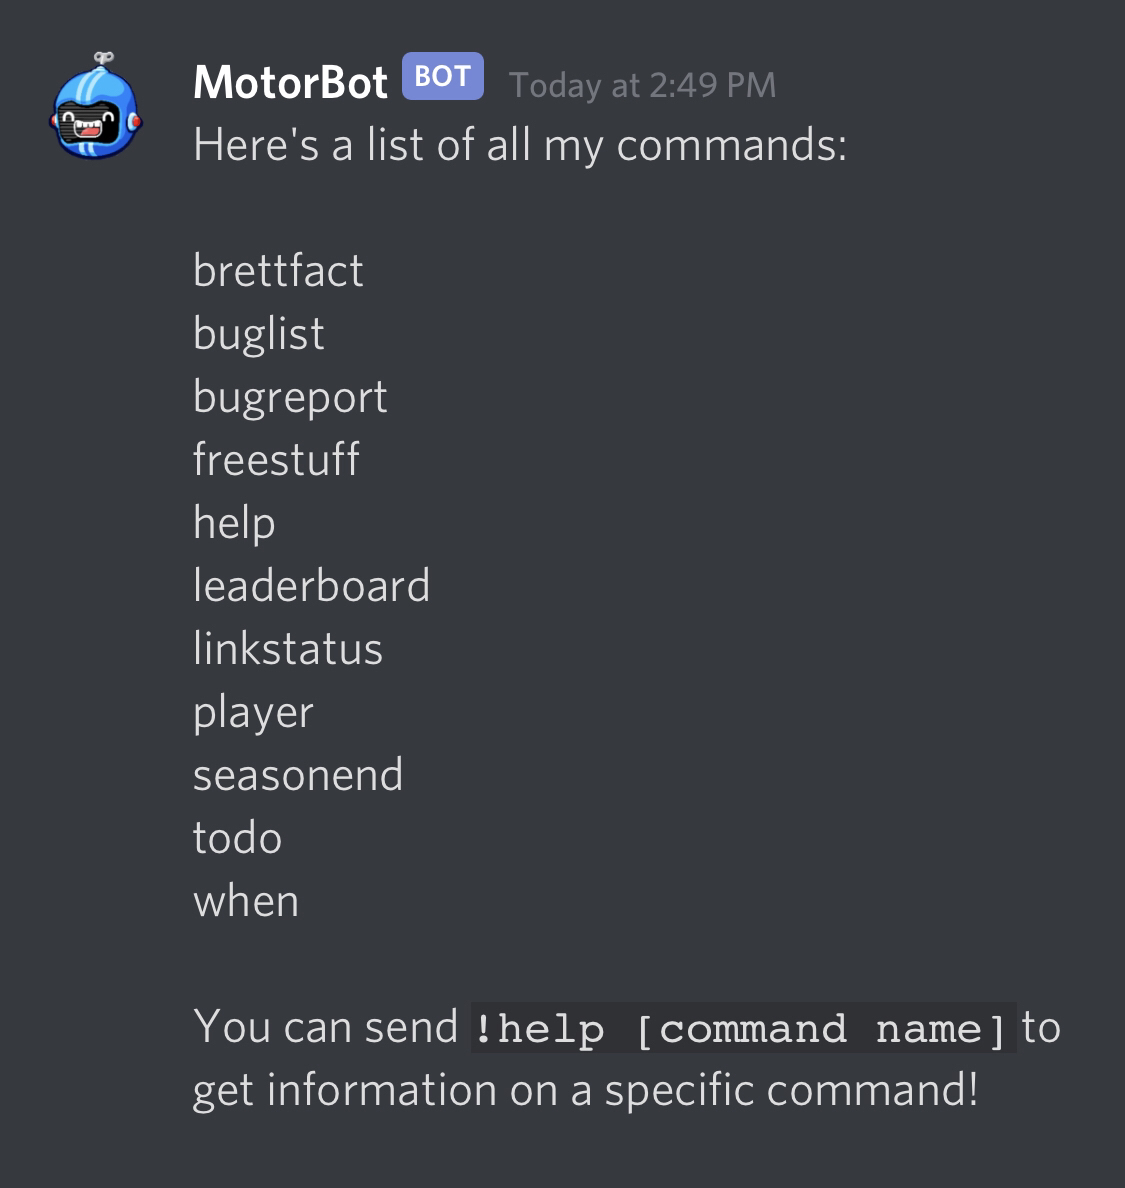 MotorBot BOT Today at 2:49 PM
Here's a list of all my commands:
brettfact
buglist
bugreport
freestuff
help
leaderboard
linkstatus
player
seasonend
todo
when
You can send !help [command name] to
get information on a specific command!